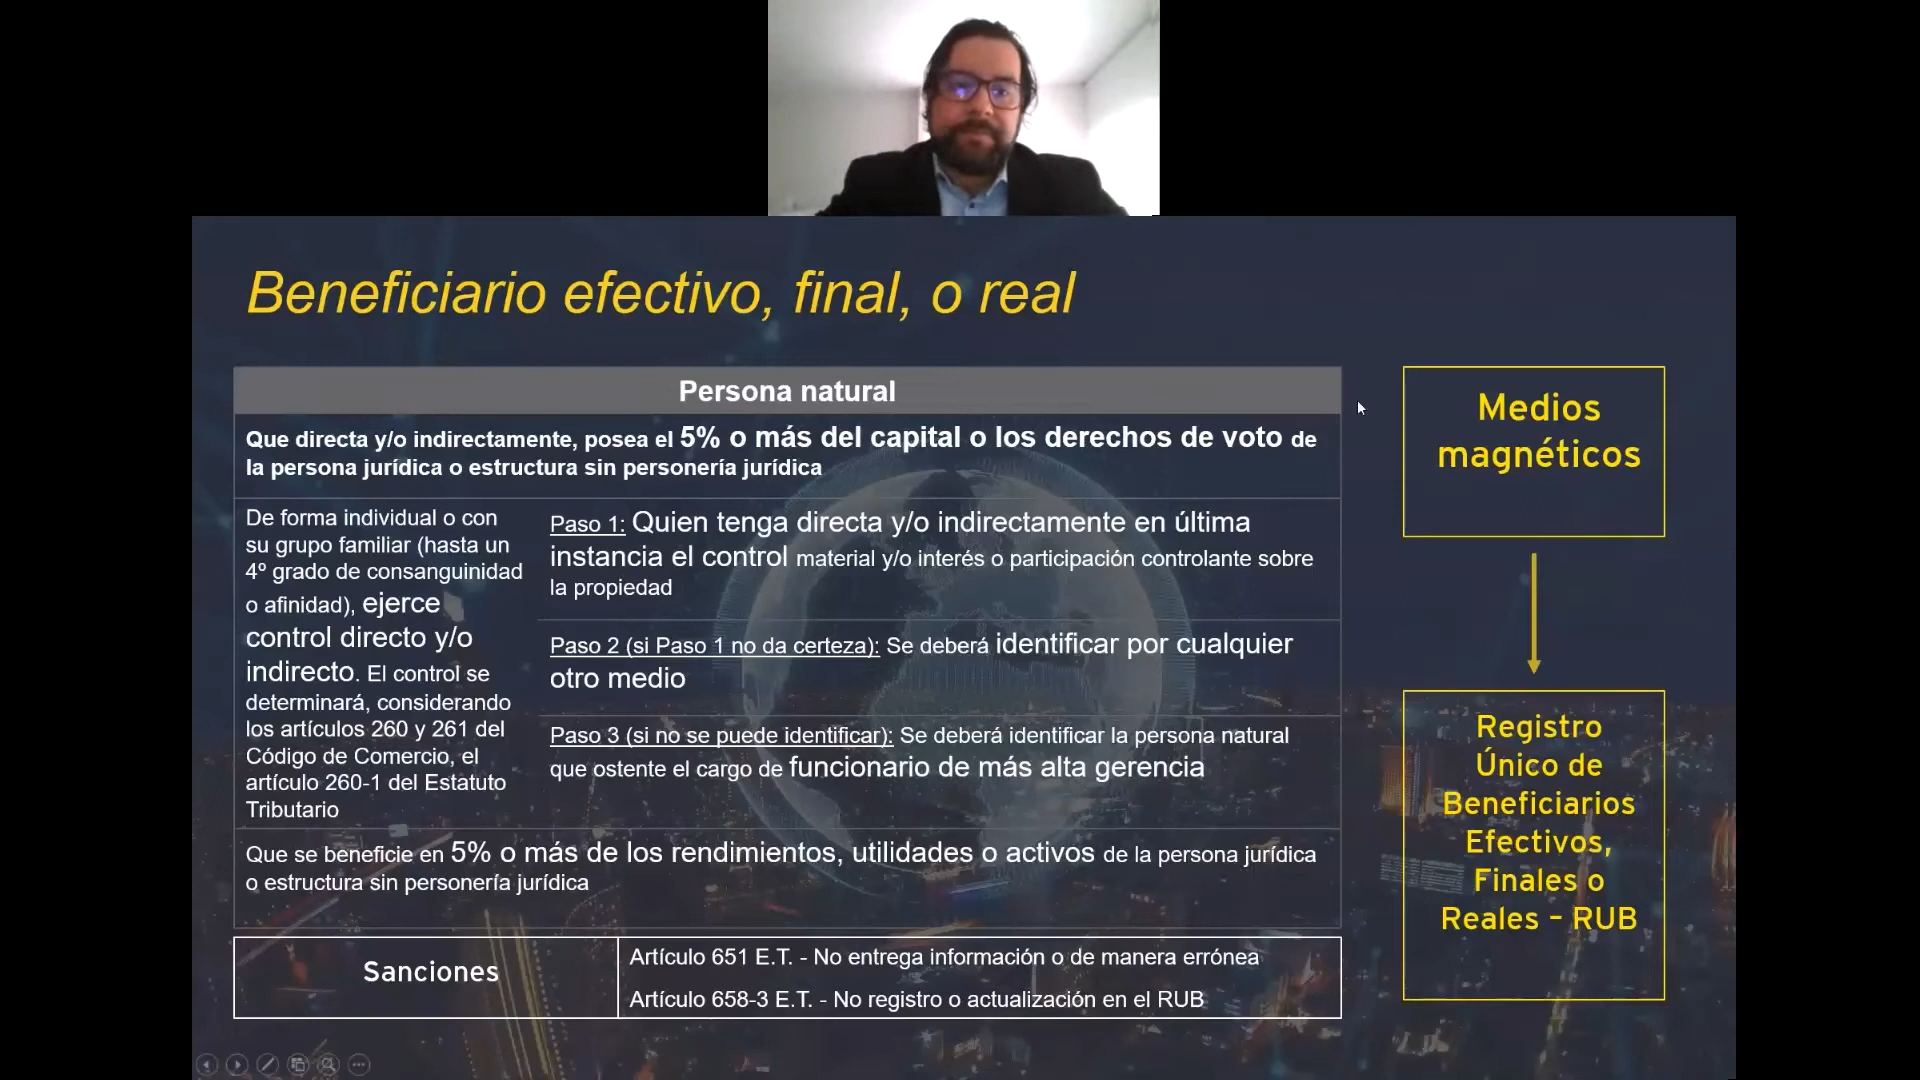 Beneficiario efectivo, final, o real
Persona natural
Que directa y/o indirectamente, posea el 5% o más del capital o los derechos de voto de
la persona jurídica o estructura sin personería jurídica
De forma individual o con
su grupo familiar (hasta un
4º grado de consanguinidad
o afinidad), ejerce
control directo y/o
indirecto. El control se
determinará, considerando
los artículos 260 y 261 del
Código de Comercio, el
artículo 260-1 del Estatuto
Tributario
Paso 1: Quien tenga directa y/o indirectamente en última
instancia el control material y/o interés o participación controlante sobre
la propiedad
Paso 2 (si Paso 1 no da certeza): Se deberá identificar por cualquier
otro medio
Paso 3 (si no se puede identificar): Se deberá identificar la persona natural
que ostente el cargo de funcionario de más alta gerencia
Que se beneficie en 5% o más de los rendimientos, utilidades o activos de la persona jurídica
o estructura sin personería jurídica
Sanciones
Artículo 651 E.T. - No entrega información o de manera errónea
Artículo 658-3 E.T. - No registro o actualización en el RUB
Medios
magnéticos
Registro
Único de
Beneficiarios
Efectivos,
Finales o
Reales – RUB